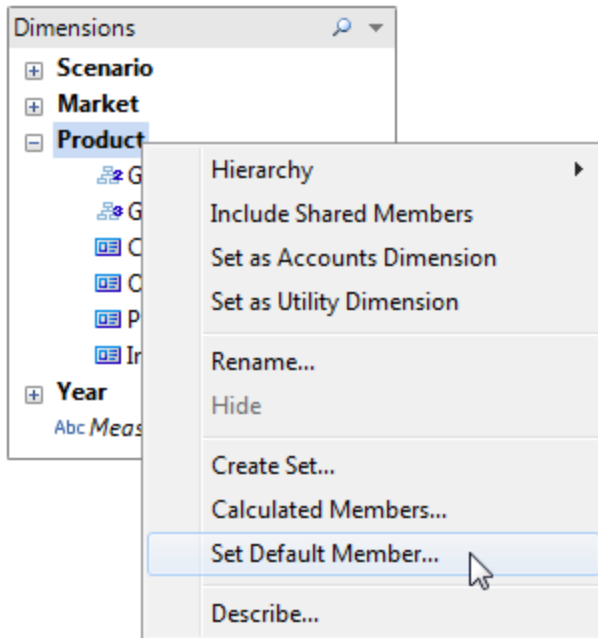 Dimensions
Scenario
Market
Product
Hierarchy
Include Shared Members
Set as Accounts Dimension
Set as Utility Dimension
Rename...
Hide
Year
Abc
Create Set...
Calculated Members...
Set Default Member...
Describe...